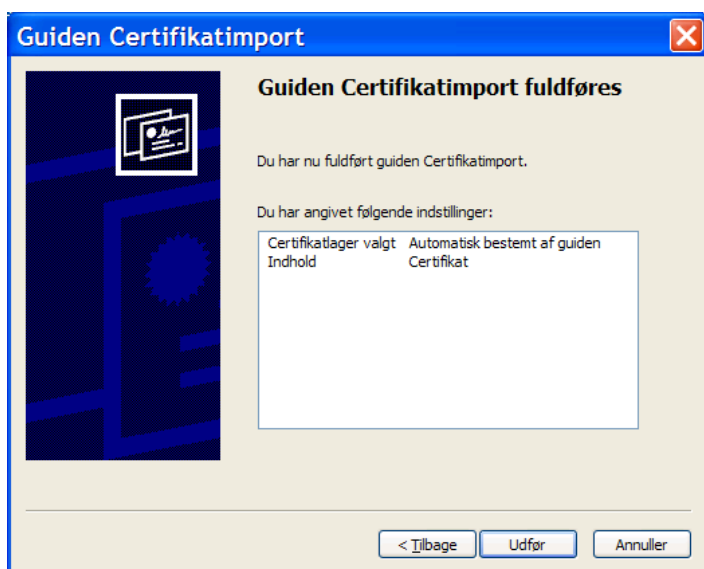 Guiden Certifikatimport
Guiden Certifikatimport fuldføres
Du har nu fuldført guiden Certifikatimport.
Du har angivet følgende indstillinger:
Certifikatlager valgt Automatisk bestemt af guiden
Indhold Certifikat
< Tilbage Udfør Annuller